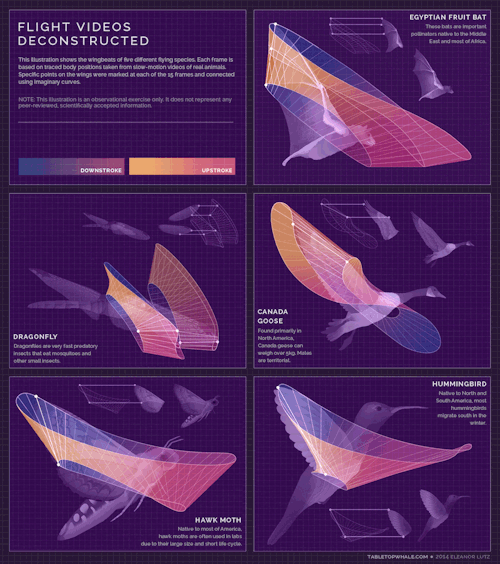 FLIGHT VIDEOS
DECONSTRUCTED
This illustration shows the wingbeats of five different flying species. Each frame is
based on traced body positions taken from slow-motion videos of real animals.
Specific points on the wings were marked at each of the 15 frames and connected
using imaginary curves.
NOTE: This illustration is an observational exercise only. It does not represent any
peer-reviewed, scientifically accepted information.
DOWNSTROKE
UPSTROKE
EGYPTIAN FRUIT BAT
These bats are important
pollinators native to the Middle
East and most of Africa.
DRAGONFLY
Dragonflies are very fast predatory
insects that eat mosquitoes and
other small insects.
CANADA
GOOSE
Found primarily in
North America,
Canada goose can
weigh over 5kg. Males
are territorial.
HAWK MOTH
Native to most of America,
hawk moths are often used in labs
due to their large size and short life cycle.
HUMMINGBIRD
Native to North and
South America, most
hummingbirds
migrate south in the
winter.
TABLETOPWHALE.COM ★ 2014 ELEANOR LUTZ